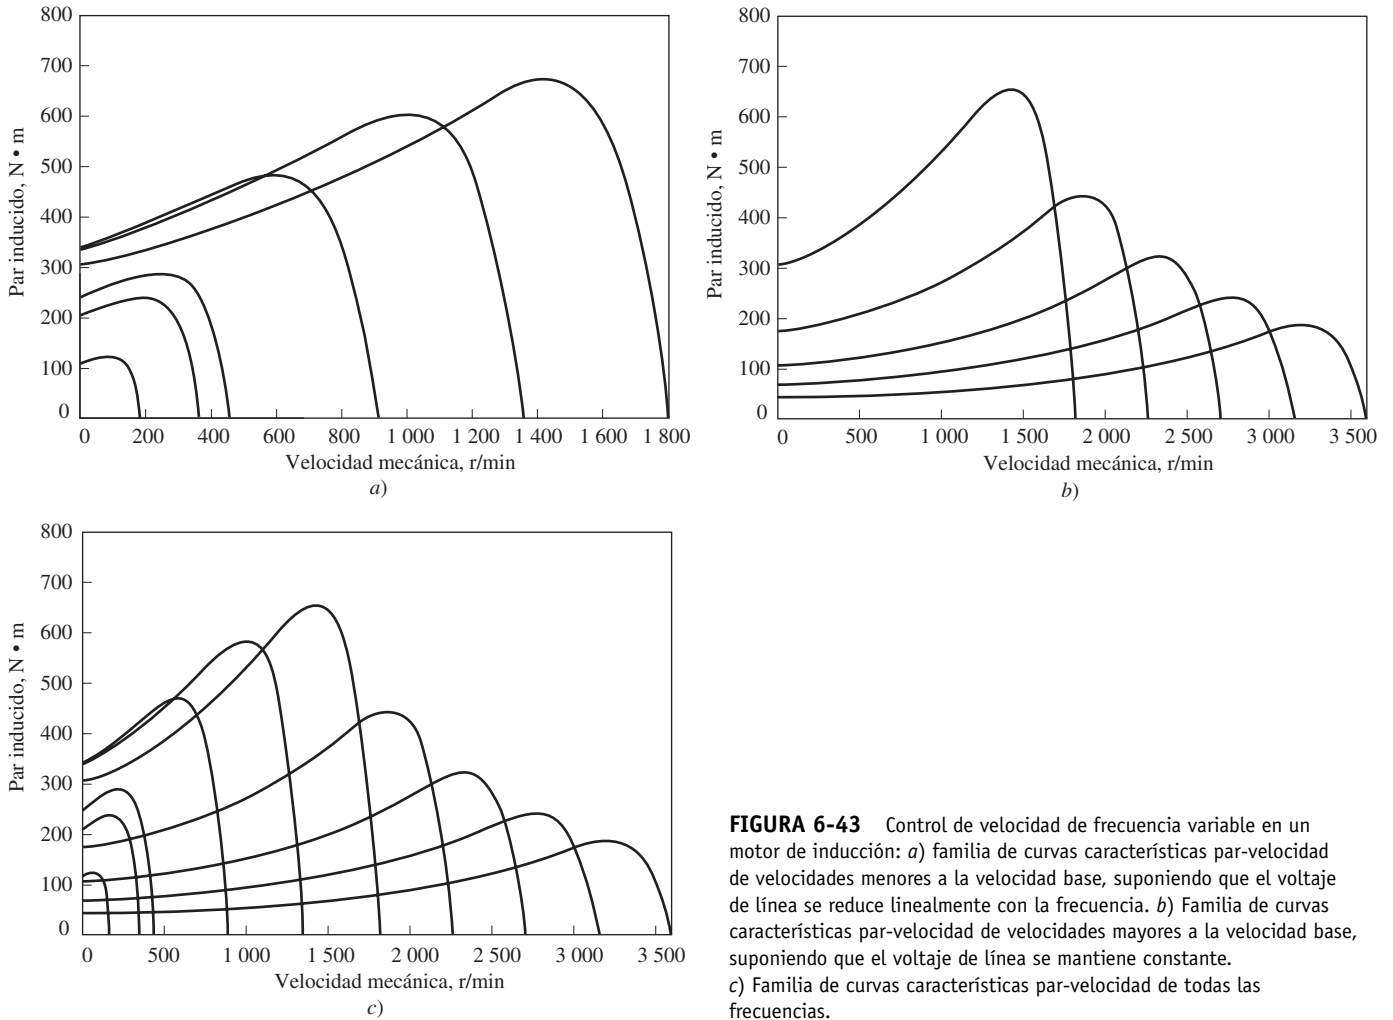 800
700
600
500
400
300
200
100
0
Par inducido, N • m
0 200 400 600 800 1 000 1 200 1 400 1 600 1 800
Velocidad mecánica, r/min
a)
800
700
600
500
400
300
200
100
0
Par inducido, N • m
0 500 1 000 1 500 2 000 2 500 3 000 3 500
Velocidad mecánica, r/min
b)
800
700
600
500
400
300
200
100
0
Par inducido, N • m
0 500 1 000 1 500 2 000 2 500 3 000 3 500
Velocidad mecánica, r/min
c)
FIGURA 6-43 Control de velocidad de frecuencia variable en un
motor de inducción: a) familia de curvas características par-velocidad
de velocidades menores a la velocidad base, suponiendo que el voltaje
de línea se reduce linealmente con la frecuencia. b) Familia de curvas
características par-velocidad de velocidades mayores a la velocidad base,
suponiendo que el voltaje de línea se mantiene constante.
c) Familia de curvas características par-velocidad de todas las
frecuencias.